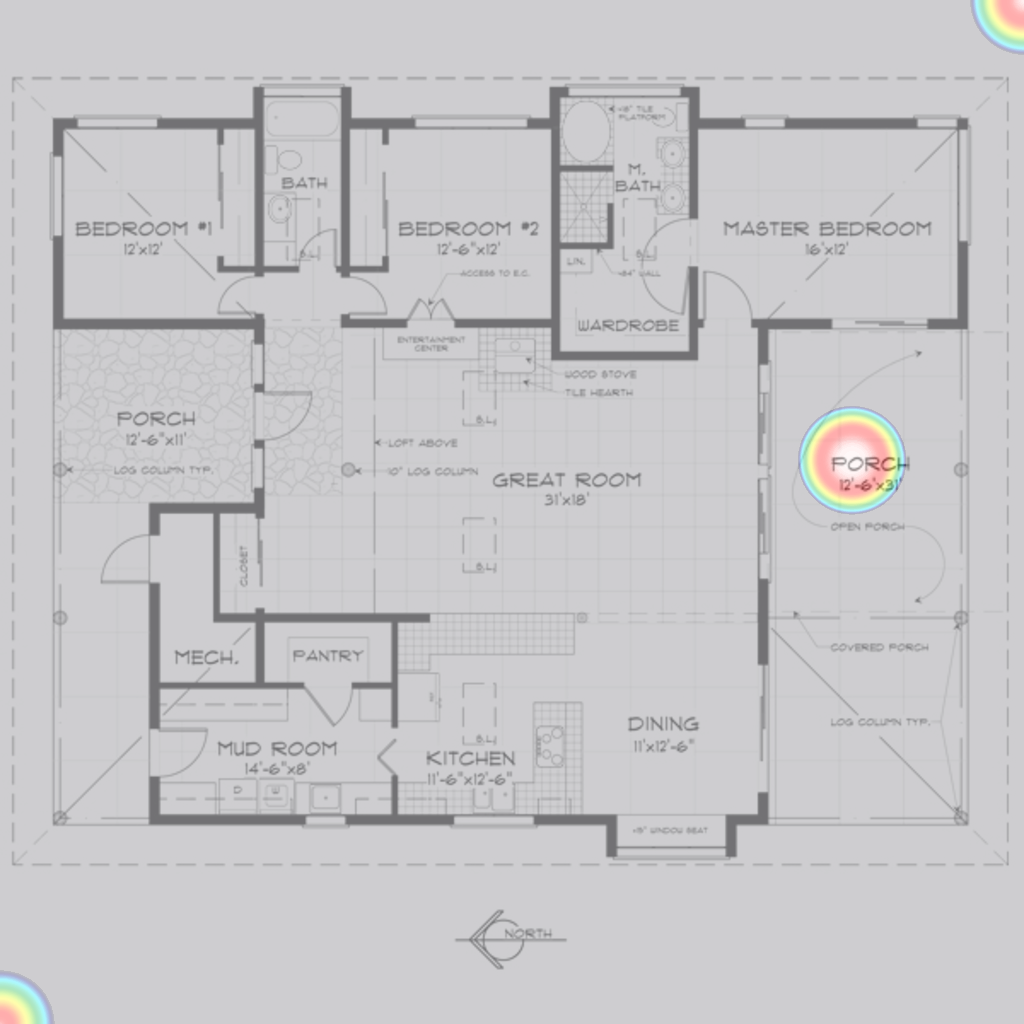 +18" TILE
PLATFORM
BATH
M.
BATH
BEDROOM #1
12'x12'
BEDROOM #2
12'-6"x12'
MASTER BEDROOM
16'x12'
S.L.
S.L.
LIN.
ACCESS TO E.C.
+84" WALL
WARDROBE
ENTERTAINMENT
CENTER
WOOD STOVE
TILE HEARTH
S.L.
PORCH
12'-6"x11'
LOFT ABOVE
LOG COLUMN TYP.
10" LOG COLUMN
GREAT ROOM
31'x18'
PORCH
12'-6"x31'
OPEN PORCH
CLOSET
S.L.
MECH.
PANTRY
COVERED PORCH
LOG COLUMN TYP.
DINING
11'x12'-6"
S.L.
MUD ROOM
14'-6"x8'
KITCHEN
11'-6"x12'-6"
D
W
WINDOW SEAT
NORTH